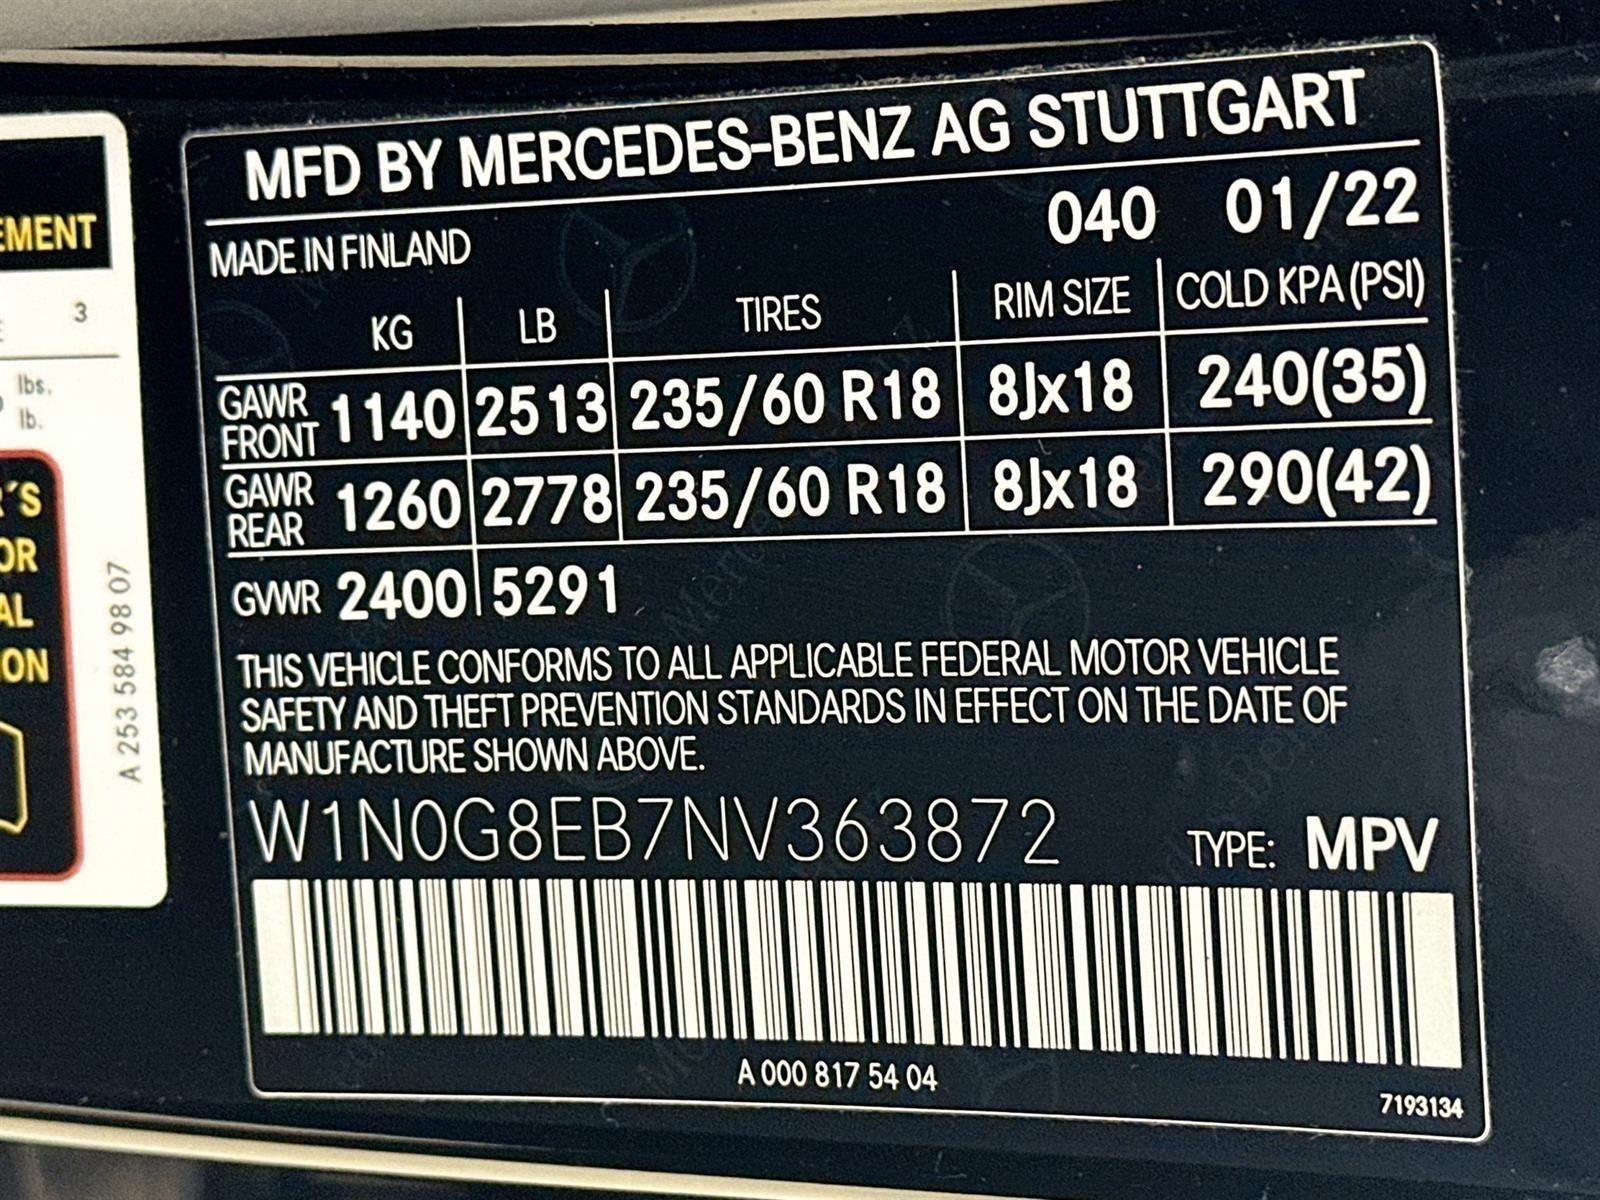 EMENT
3
lbs.
lb.
R´S
OR
AL
ON
A 253 584 98 07
MFD BY MERCEDES-BENZ AG STUTTGART
040 01/22
MADE IN FINLAND
KG LB TIRES RIM SIZE COLD KPA (PSI)
GAWR FRONT 1140 2513 235/60 R18 8Jx18 240(35)
GAWR REAR 1260 2778 235/60 R18 8Jx18 290(42)
GVWR 2400 5291
THIS VEHICLE CONFORMS TO ALL APPLICABLE FEDERAL MOTOR VEHICLE
SAFETY AND THEFT PREVENTION STANDARDS IN EFFECT ON THE DATE OF
MANUFACTURE SHOWN ABOVE.
W1N0G8EB7NV363872 TYPE: MPV
A 000 817 54 04
7193134